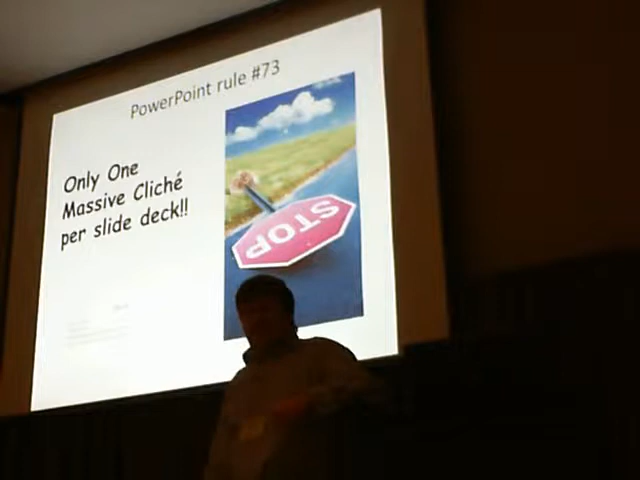 PowerPoint rule #73
Only One
Massive Cliché
per slide deck!!
STOP